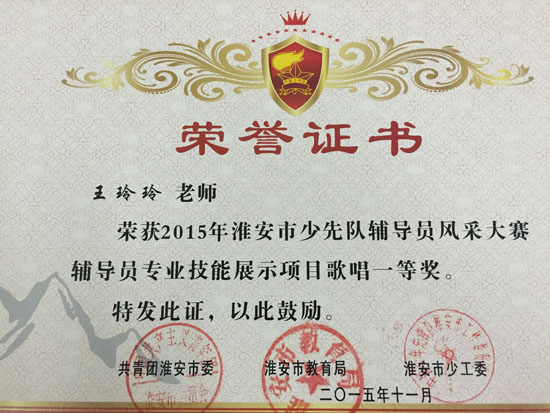 荣誉证书
王玲玲 老师
荣获2015年淮安市少先队辅导员风采大赛
辅导员专业技能展示项目歌唱一等奖。
特发此证，以此鼓励。
共青团淮安市委 淮安市教育局 淮安市少工委
二〇一五年十一月